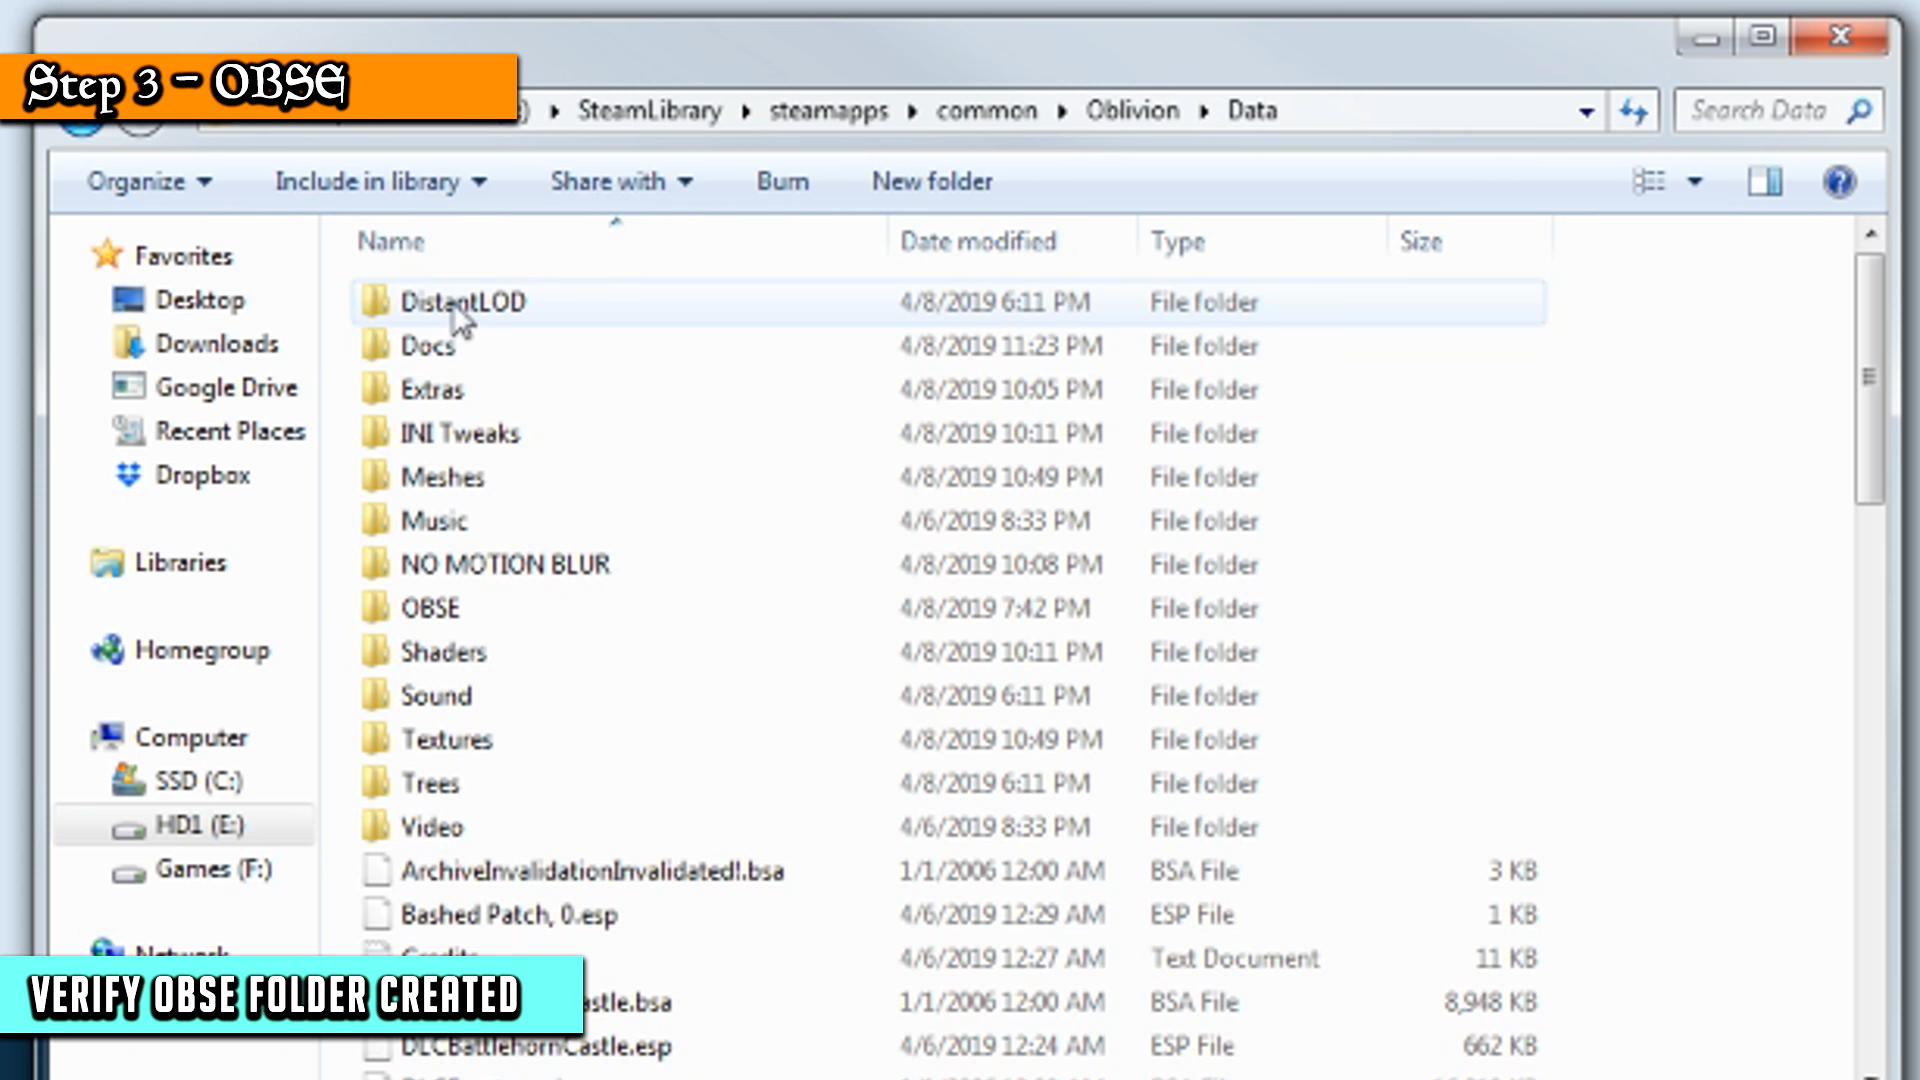 Step 3 - OBSE
SteamLibrary steamapps common Oblivion Data
Search Data
Organize Include in library Share with Burn New folder
Name Date modified Type Size
Favorites
Desktop
Downloads
Google Drive
Recent Places
Dropbox
Libraries
Homegroup
Computer
SSD (C:)
HD1 (E:)
Games (F:)
Network
DistantLOD 4/8/2019 6:11 PM File folder
Docs 4/8/2019 11:23 PM File folder
Extras 4/8/2019 10:05 PM File folder
INI Tweaks 4/8/2019 10:11 PM File folder
Meshes 4/8/2019 10:49 PM File folder
Music 4/6/2019 8:33 PM File folder
NO MOTION BLUR 4/8/2019 10:08 PM File folder
OBSE 4/8/2019 7:42 PM File folder
Shaders 4/8/2019 10:11 PM File folder
Sound 4/8/2019 6:11 PM File folder
Textures 4/8/2019 10:49 PM File folder
Trees 4/8/2019 6:11 PM File folder
Video 4/6/2019 8:33 PM File folder
ArchiveInvalidationInvalidated!.bsa 1/1/2006 12:00 AM BSA File 3 KB
Bashed Patch, 0.esp 4/6/2019 12:29 AM ESP File 1 KB
Credits 4/6/2019 12:27 AM Text Document 11 KB
astle.bsa 1/1/2006 12:00 AM BSA File 8,948 KB
DLCBattlehornCastle.esp 4/6/2019 12:24 AM ESP File 662 KB
VERIFY OBSE FOLDER CREATED